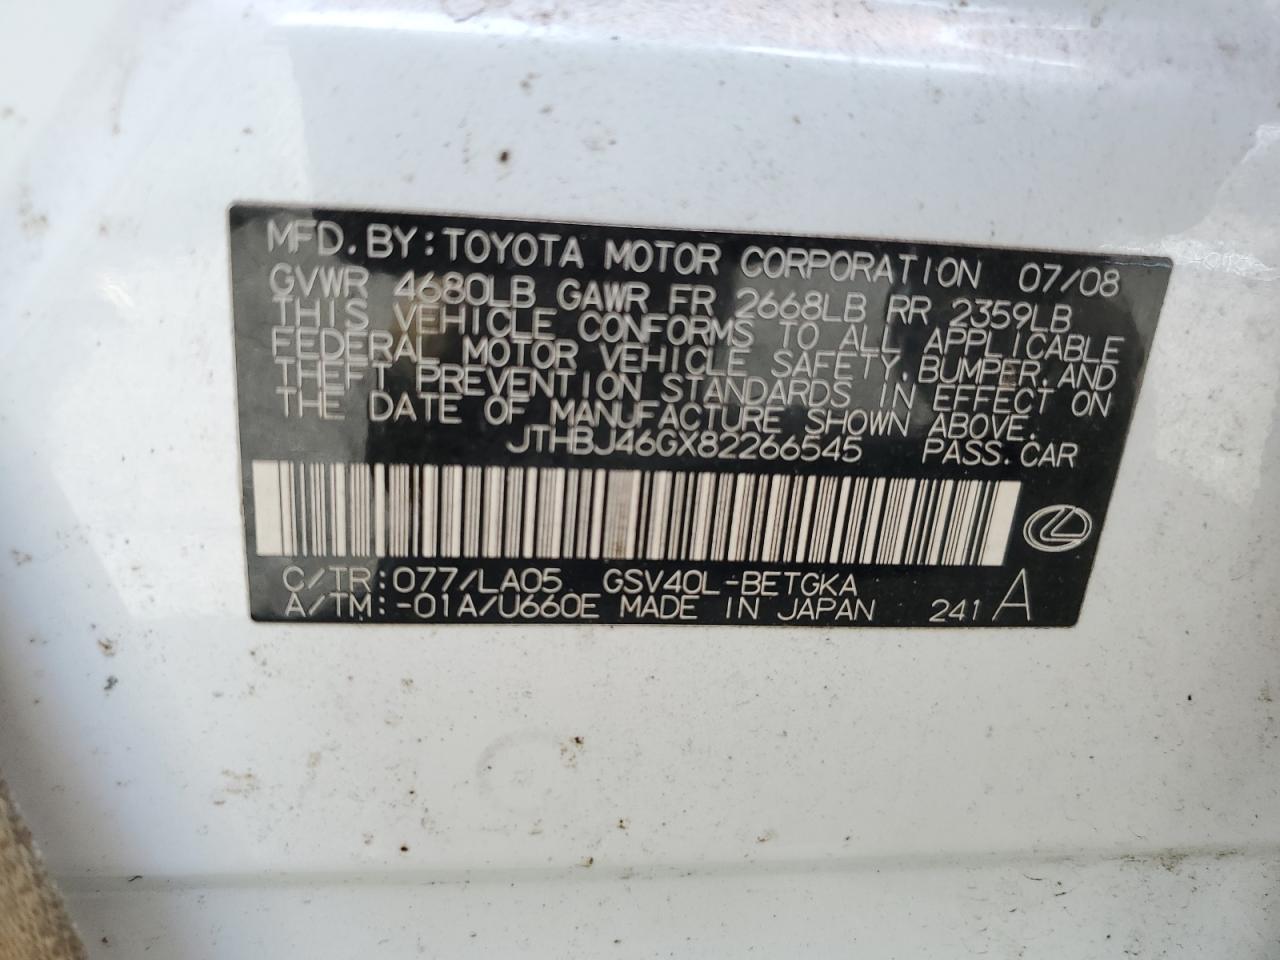 MFD.BY:TOYOTA MOTOR CORPORATION 07/08
GVWR 4680LB GAWR FR 2668LB RR 2359LB
THIS VEHICLE CONFORMS TO ALL APPLICABLE
FEDERAL MOTOR VEHICLE SAFETY, BUMPER, AND
THEFT PREVENTION STANDARDS IN EFFECT ON
THE DATE OF MANUFACTURE SHOWN ABOVE.
JTHBJ46GX82266545 PASS.CAR
C/TR:077/LA05 GSV40L-BETGKA
A/TM:-01A/U660E MADE IN JAPAN 241 A